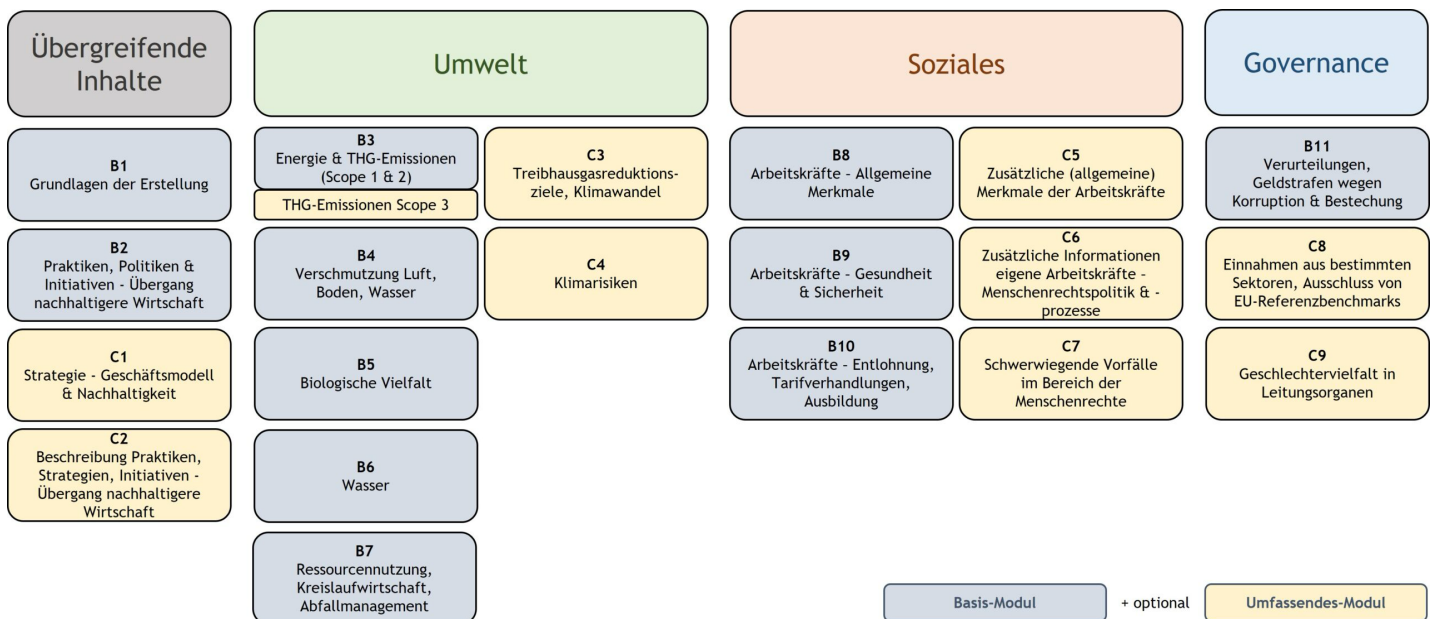 Übergreifende
Inhalte
Umwelt
Soziales
Governance
B1
Grundlagen der Erstellung
B2
Praktiken, Politiken &
Initiativen - Übergang
nachhaltigere Wirtschaft
C1
Strategie - Geschäftsmodell
& Nachhaltigkeit
C2
Beschreibung Praktiken,
Strategien, Initiativen -
Übergang nachhaltigere
Wirtschaft
B3
Energie & THG-Emissionen
(Scope 1 & 2)
THG-Emissionen Scope 3
B4
Verschmutzung Luft,
Boden, Wasser
B5
Biologische Vielfalt
B6
Wasser
B7
Ressourcennutzung,
Kreislaufwirtschaft,
Abfallmanagement
C3
Treibhausgasreduktions-
ziele, Klimawandel
C4
Klimarisiken
B8
Arbeitskräfte - Allgemeine
Merkmale
B9
Arbeitskräfte - Gesundheit
& Sicherheit
B10
Arbeitskräfte - Entlohnung,
Tarifverhandlungen,
Ausbildung
C5
Zusätzliche (allgemeine)
Merkmale der Arbeitskräfte
C6
Zusätzliche Informationen
eigene Arbeitskräfte -
Menschenrechtspolitik & -
prozesse
C7
Schwerwiegende Vorfälle
im Bereich der
Menschenrechte
B11
Verurteilungen,
Geldstrafen wegen
Korruption & Bestechung
C8
Einnahmen aus bestimmten
Sektoren, Ausschluss von
EU-Referenzbenchmarks
C9
Geschlechtervielfalt in
Leitungsorganen
Basis-Modul + optional Umfassendes-Modul